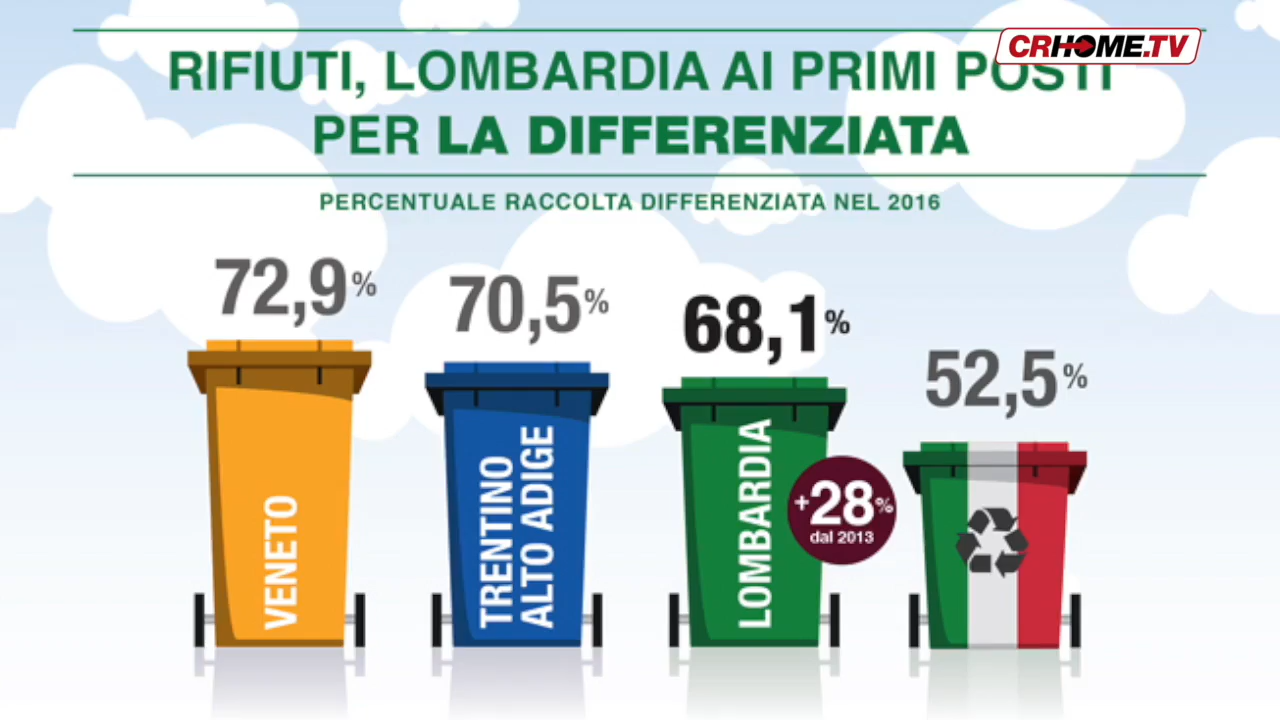 CRHOME.TV
RIFIUTI, LOMBARDIA AI PRIMI POSTI
PER LA DIFFERENZIATA
PERCENTUALE RACCOLTA DIFFERENZIATA NEL 2016
72,9%
70,5%
68,1%
52,5%
VENETO
TRENTINO
ALTO ADIGE
LOMBARDIA
+28%
dal 2013